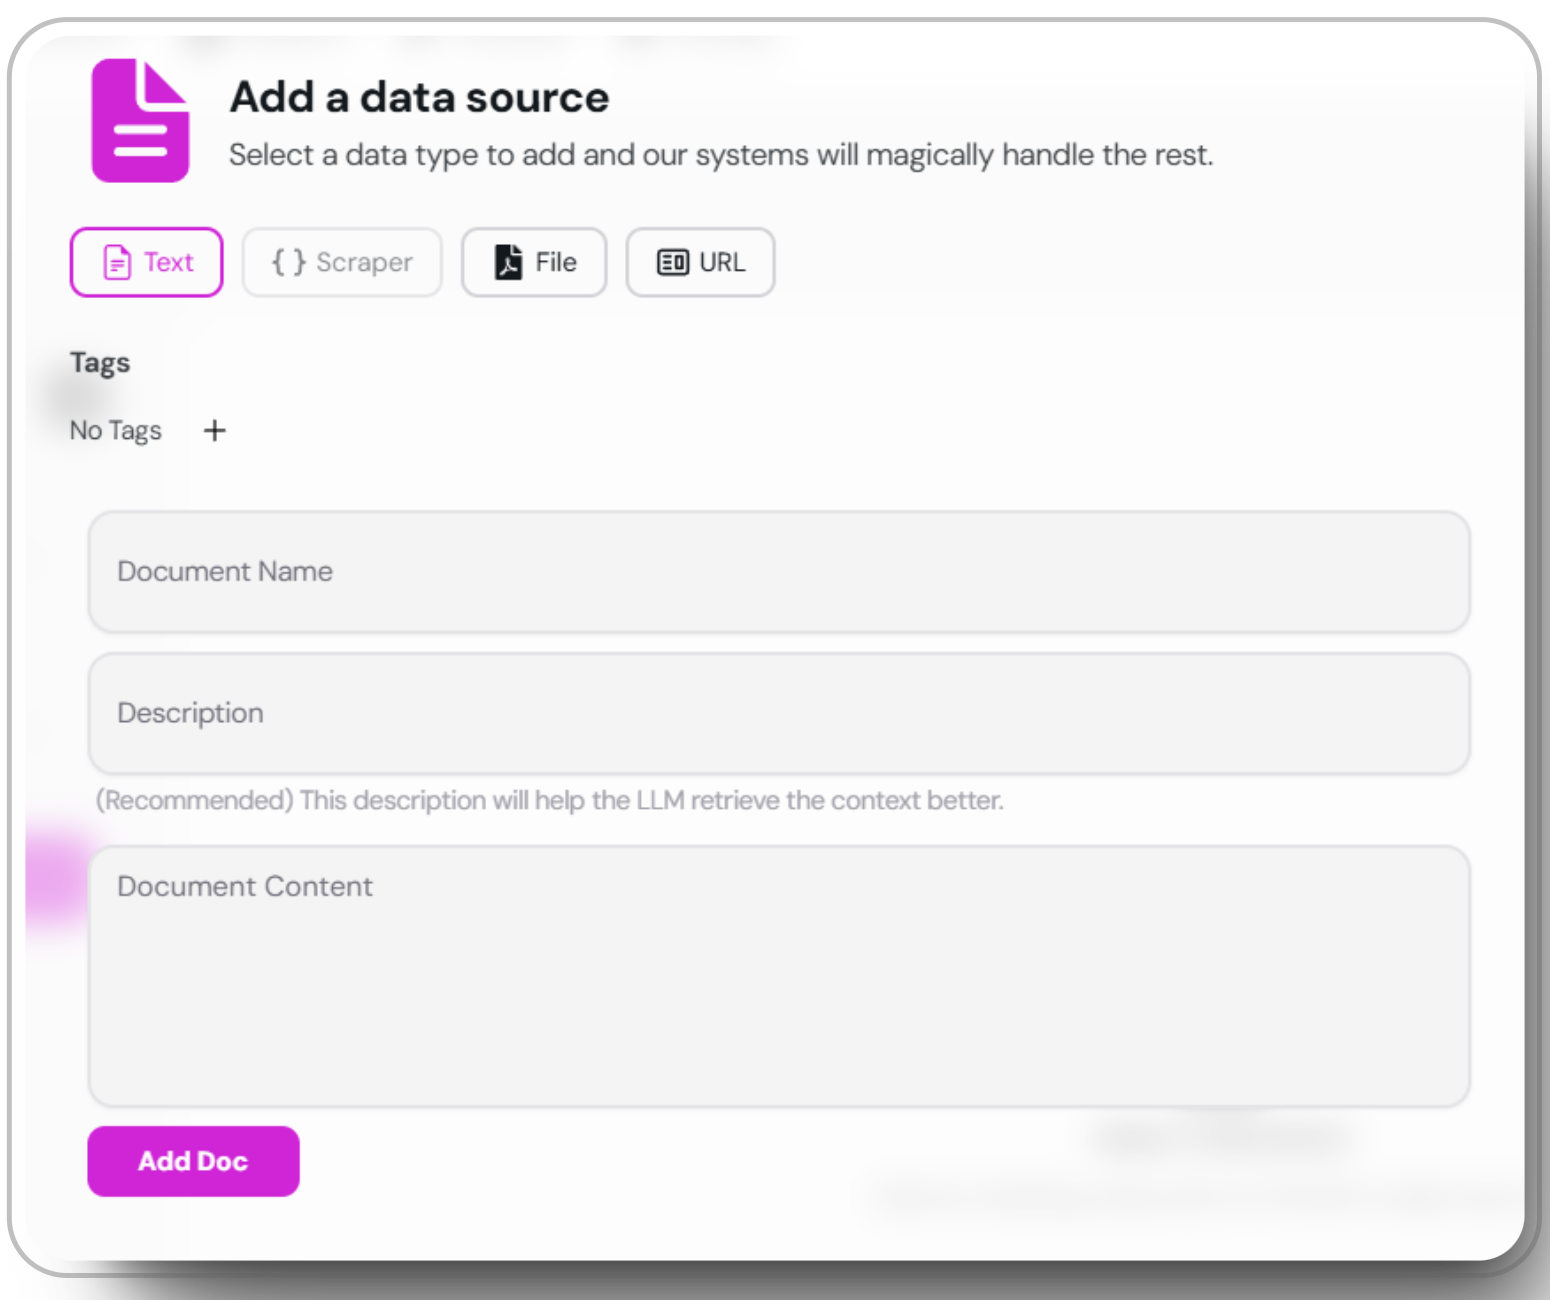 Add a data source
Select a data type to add and our systems will magically handle the rest.
Text
{ } Scraper
File
URL
Tags
No Tags +
Document Name
Description
(Recommended) This description will help the LLM retrieve the context better.
Document Content
Add Doc